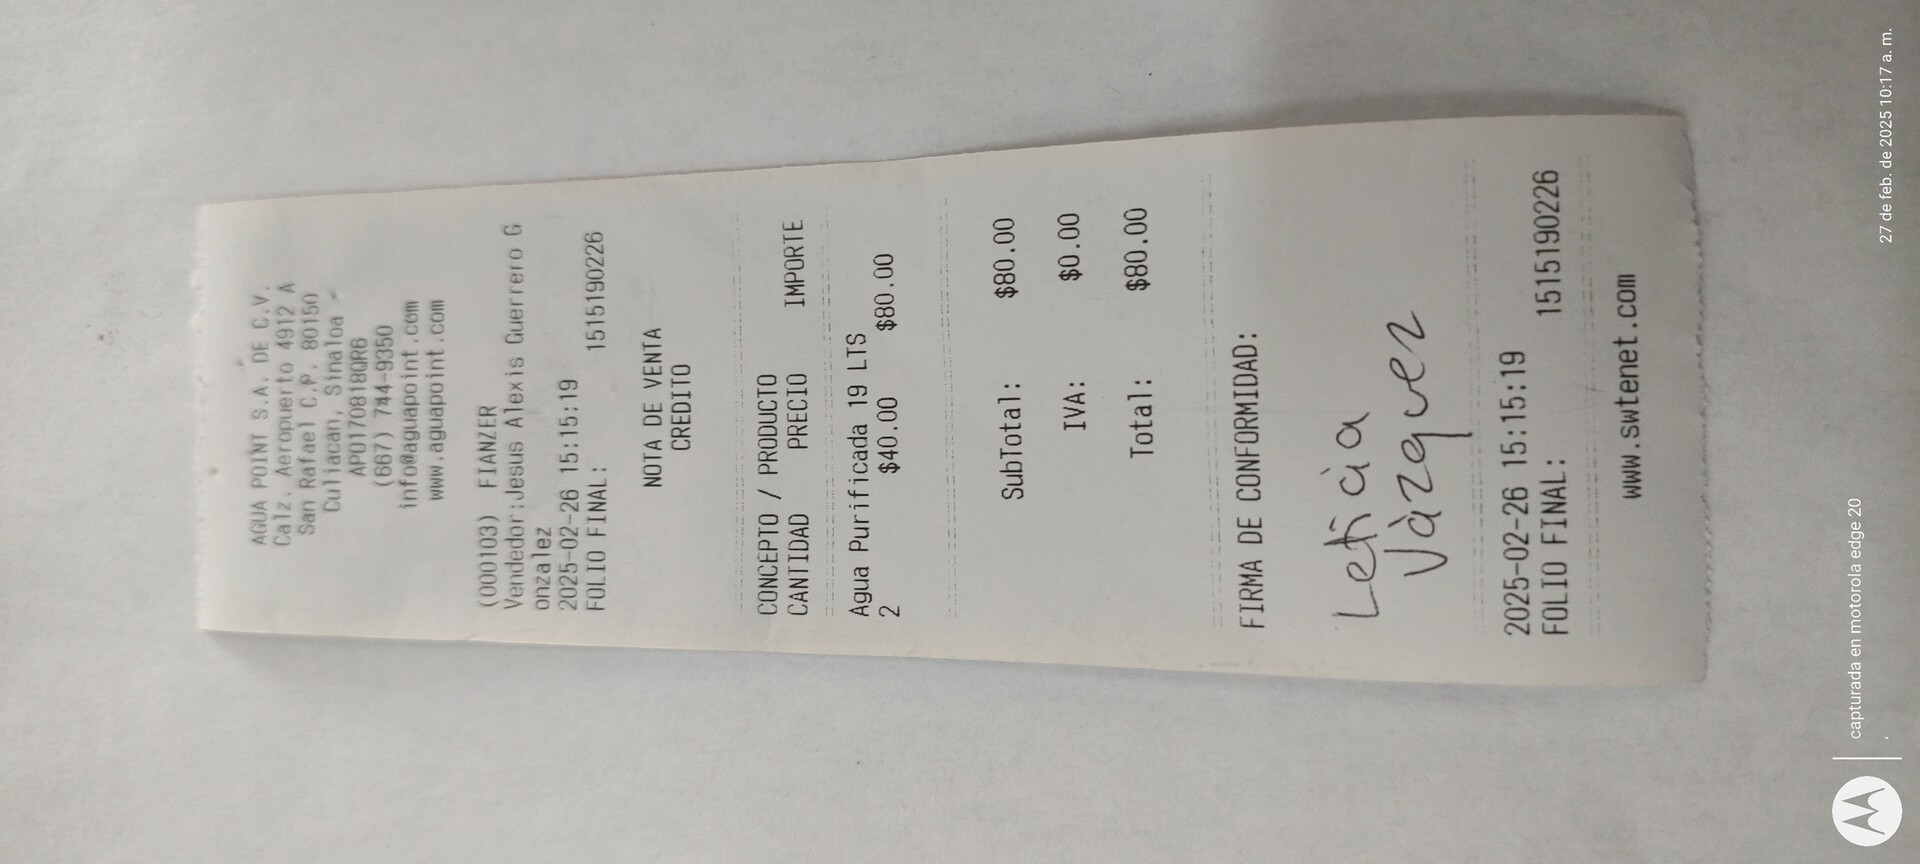 AGUA POINT S.A. DE C.V.
Calz. Aeropuerto 4912 A
San Rafael C.P. 80150
Culiacan, Sinaloa
APO170818QR6
(667) 744-9350
info@aguapoint.com
www.aguapoint.com
(000103) FIANZER
Vendedor:Jesus Alexis Guerrero G
onzalez
2025-02-26 15:15:19
FOLIO FINAL: 1515190226
NOTA DE VENTA
CREDITO
CONCEPTO / PRODUCTO
CANTIDAD PRECIO IMPORTE
Agua Purificada 19 LTS
2 $40.00 $80.00
SubTotal: $80.00
IVA: $0.00
Total: $80.00
FIRMA DE CONFORMIDAD:
Leticia
Vàzquez
2025-02-26 15:15:19
FOLIO FINAL: 1515190226
www.swtenet.com
capturada en motorola edge 20
27 de feb. de 2025 10:17 a. m.